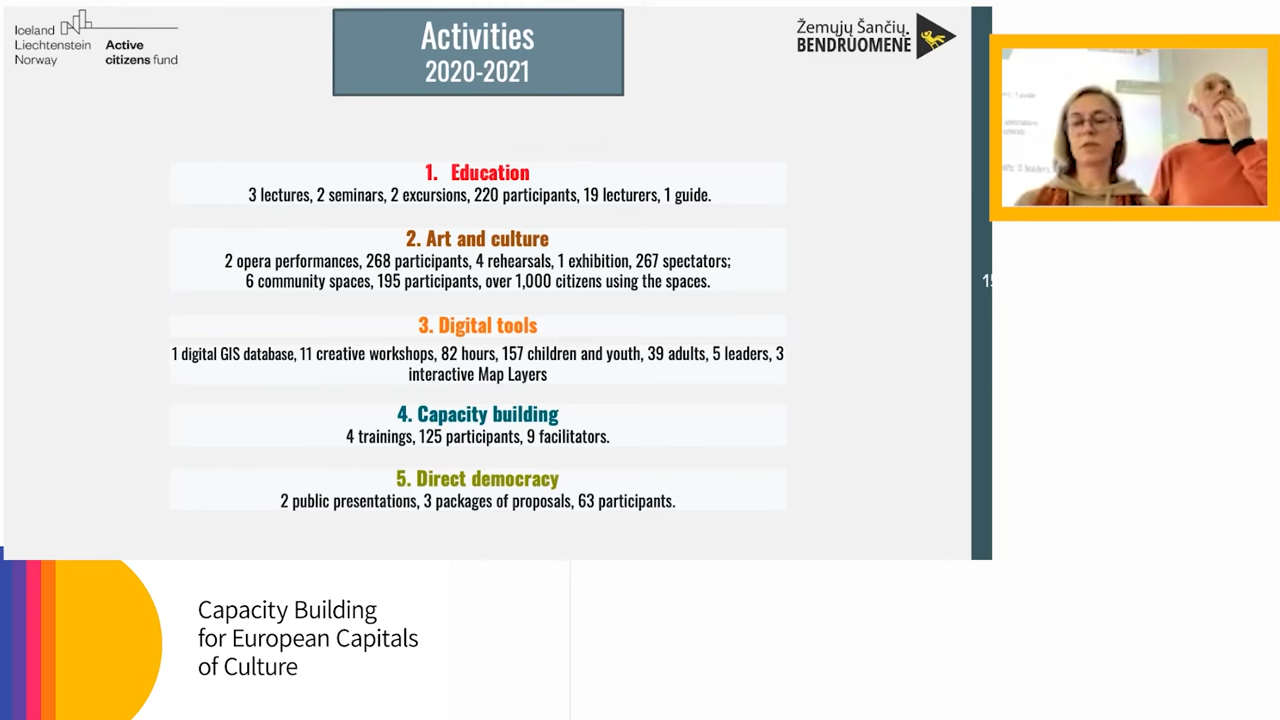 Iceland
Liechtenstein
Norway
Active
citizens fund
Activities
2020-2021
Žemųjų Šančių
BENDRUOMENĖ
1. Education
3 lectures, 2 seminars, 2 excursions, 220 participants, 19 lecturers, 1 guide.
2. Art and culture
2 opera performances, 268 participants, 4 rehearsals, 1 exhibition, 267 spectators;
6 community spaces, 195 participants, over 1,000 citizens using the spaces.
3. Digital tools
1 digital GIS database, 11 creative workshops, 82 hours, 157 children and youth, 39 adults, 5 leaders, 3
interactive Map Layers
4. Capacity building
4 trainings, 125 participants, 9 facilitators.
5. Direct democracy
2 public presentations, 3 packages of proposals, 63 participants.
Capacity Building
for European Capitals
of Culture